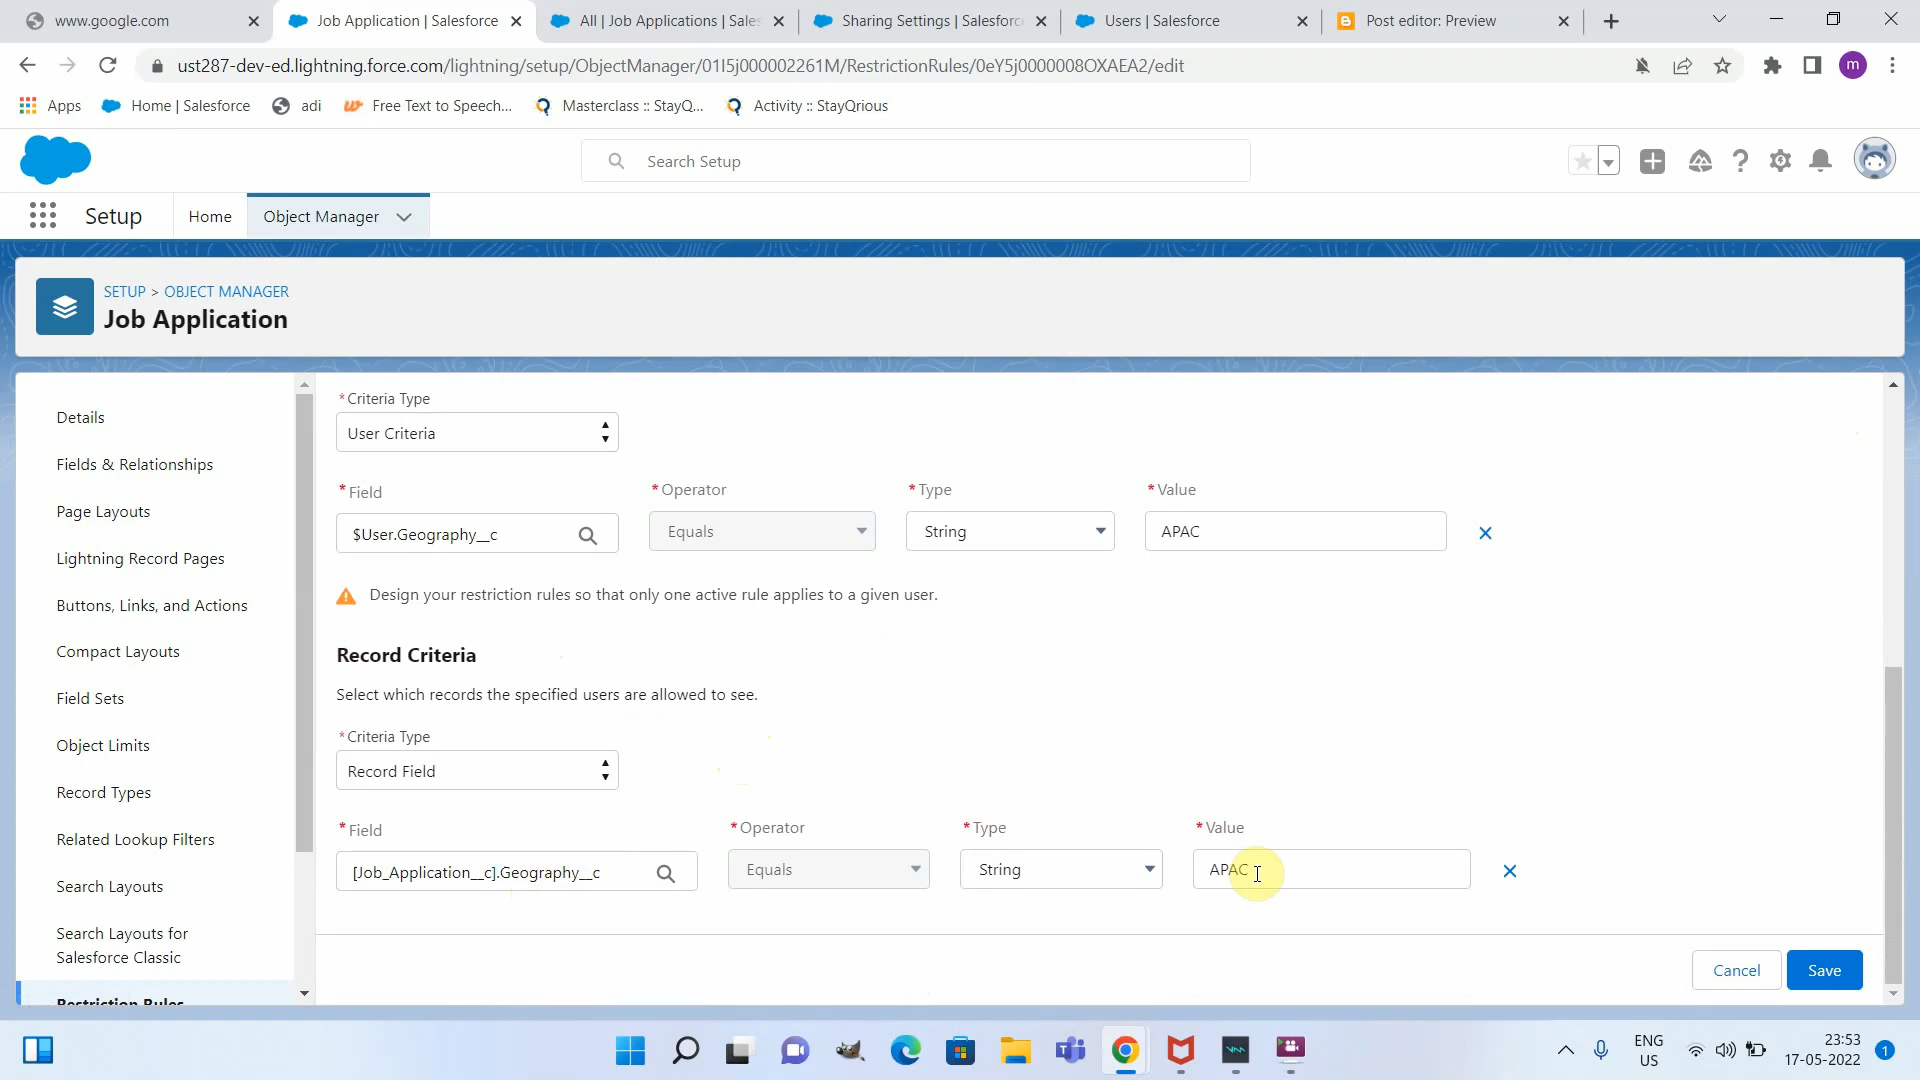 www.google.com
Job Application | Salesforce
All | Job Applications | Sales
Sharing Settings | Salesforce
Users | Salesforce
Post editor: Preview
ust287-dev-ed.lightning.force.com/lightning/setup/ObjectManager/01I5j000002261M/RestrictionRules/0eY5j0000008OXAEA2/edit
m
Apps
Home | Salesforce
adi
Free Text to Speech...
Masterclass :: StayQ...
Activity :: StayQrious
Search Setup
Setup
Home
Object Manager
SETUP > OBJECT MANAGER
Job Application
Details
Fields & Relationships
Page Layouts
Lightning Record Pages
Buttons, Links, and Actions
Compact Layouts
Field Sets
Object Limits
Record Types
Related Lookup Filters
Search Layouts
Search Layouts for
Salesforce Classic
Restriction Rules
*Criteria Type
User Criteria
*Field
*Operator
*Type
*Value
$User.Geography__c
Equals
String
APAC
Design your restriction rules so that only one active rule applies to a given user.
Record Criteria
Select which records the specified users are allowed to see.
*Criteria Type
Record Field
*Field
*Operator
*Type
*Value
[Job_Application__c].Geography__c
Equals
String
APAC
Cancel
Save
ENG
US
23:53
17-05-2022
1